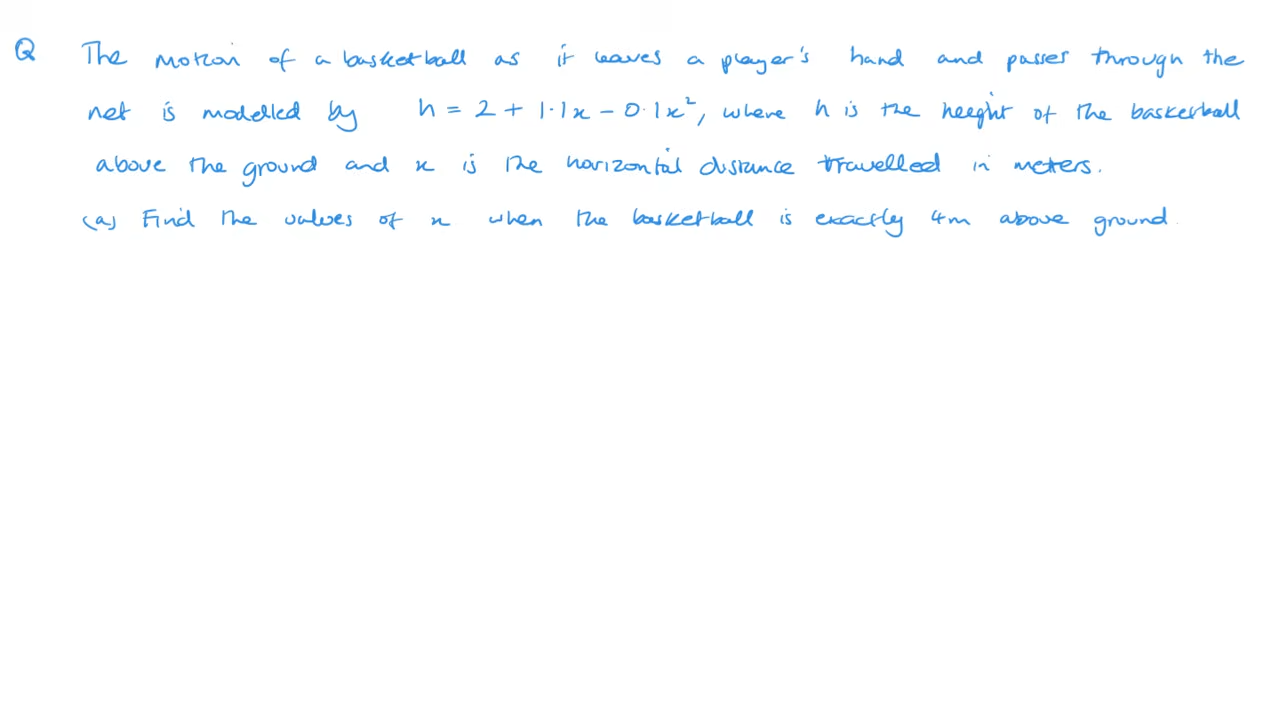 Q The motion of a basketball as it leaves a player's hand and passes through the
net is modelled by h = 2 + 1·1x − 0·1x², where h is the height of the basketball
above the ground and x is the horizontal distance travelled in meters.
(a) Find the values of x when the basketball is exactly 4m above ground.